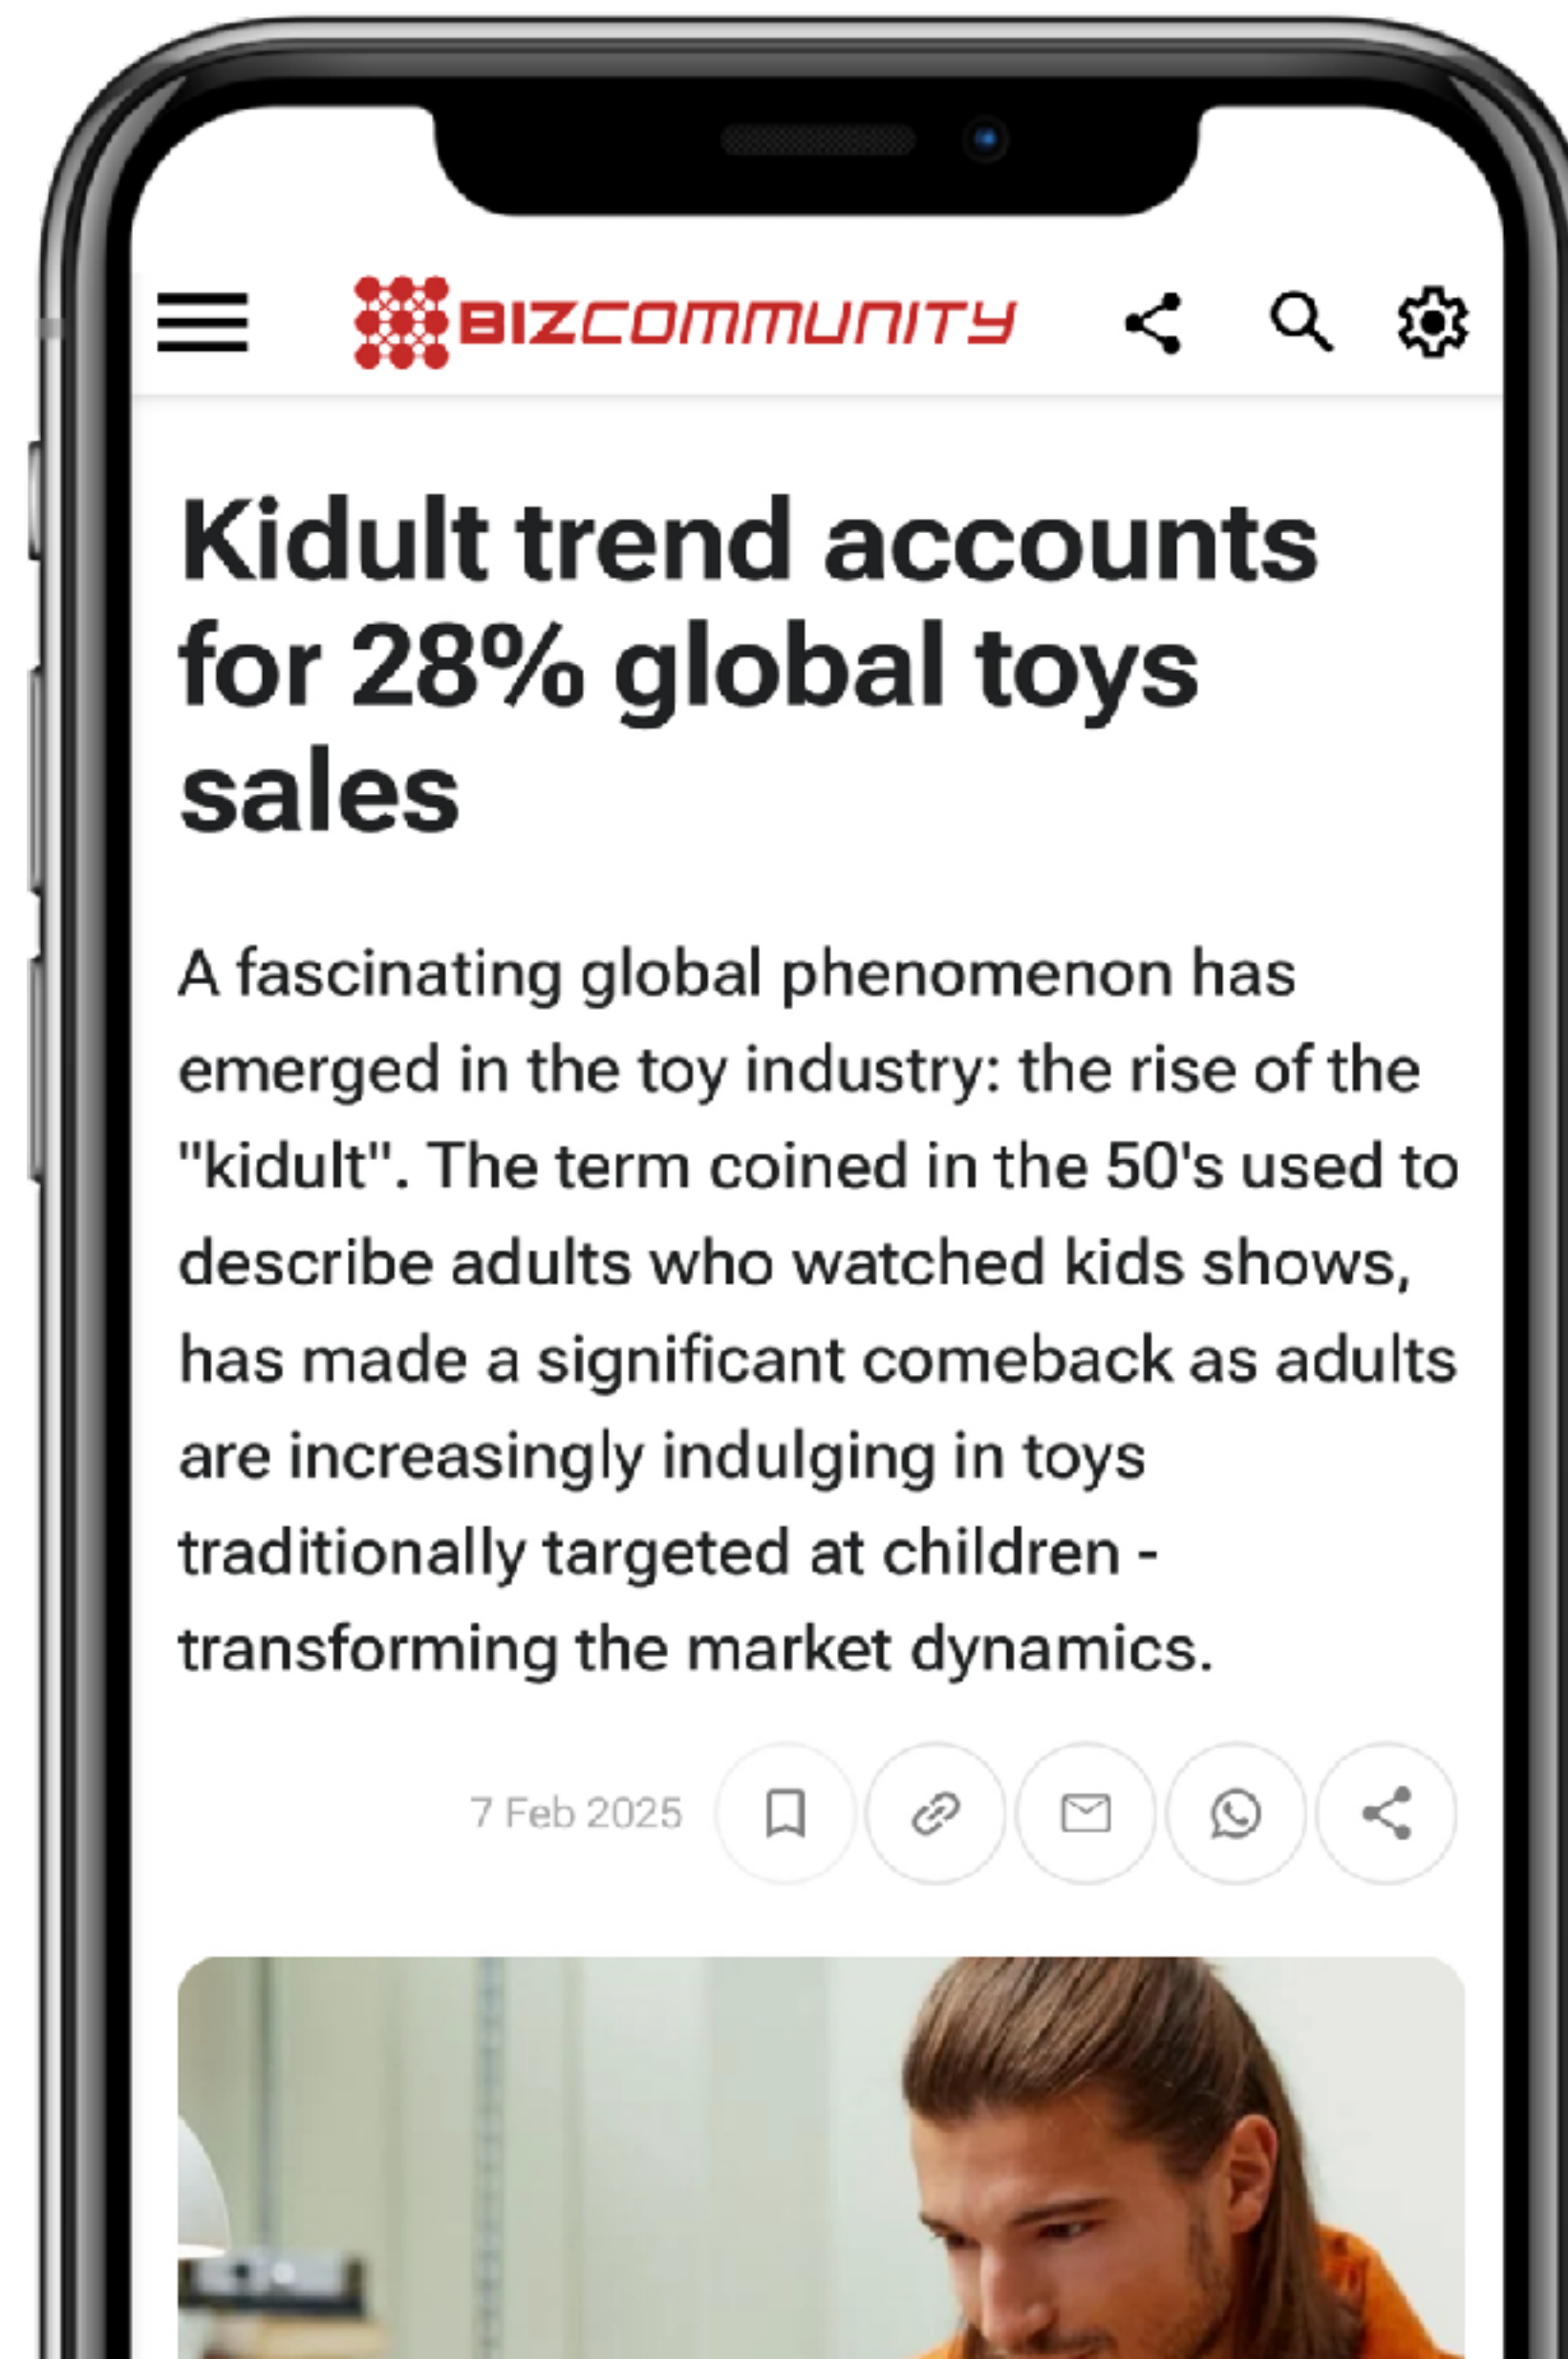 BIZCOMMUNITY
Kidult trend accounts
for 28% global toys
sales
A fascinating global phenomenon has
emerged in the toy industry: the rise of the
"kidult". The term coined in the 50's used to
describe adults who watched kids shows,
has made a significant comeback as adults
are increasingly indulging in toys
traditionally targeted at children -
transforming the market dynamics.
7 Feb 2025